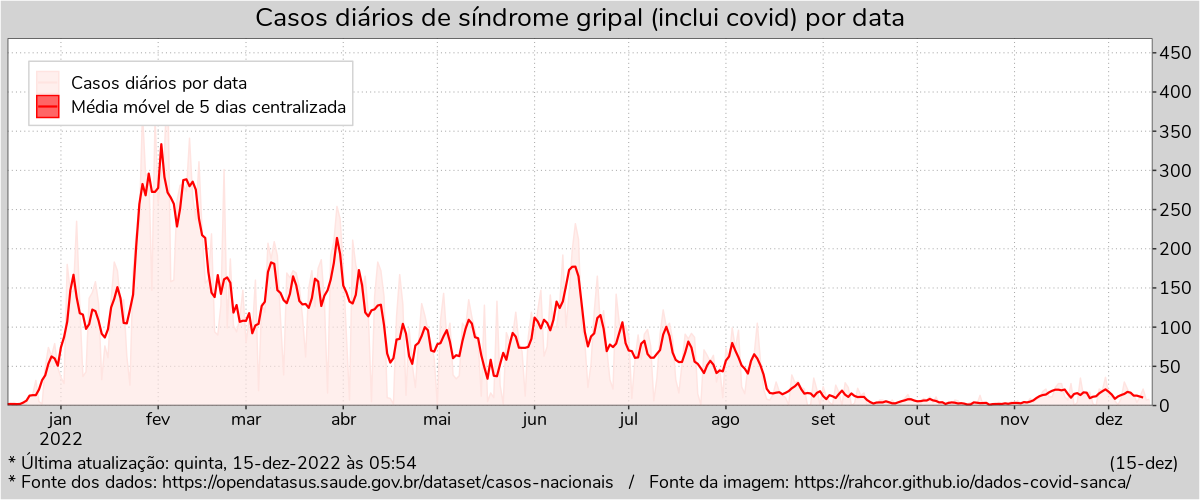 Casos diários de síndrome gripal (inclui covid) por data
Casos diários por data
Média móvel de 5 dias centralizada
450
400
350
300
250
200
150
100
50
0
jan fev mar abr mai jun jul ago set out nov dez
2022
* Última atualização: quinta, 15-dez-2022 às 05:54 (15-dez)
* Fonte dos dados: https://opendatasus.saude.gov.br/dataset/casos-nacionais / Fonte da imagem: https://rahcor.github.io/dados-covid-sanca/